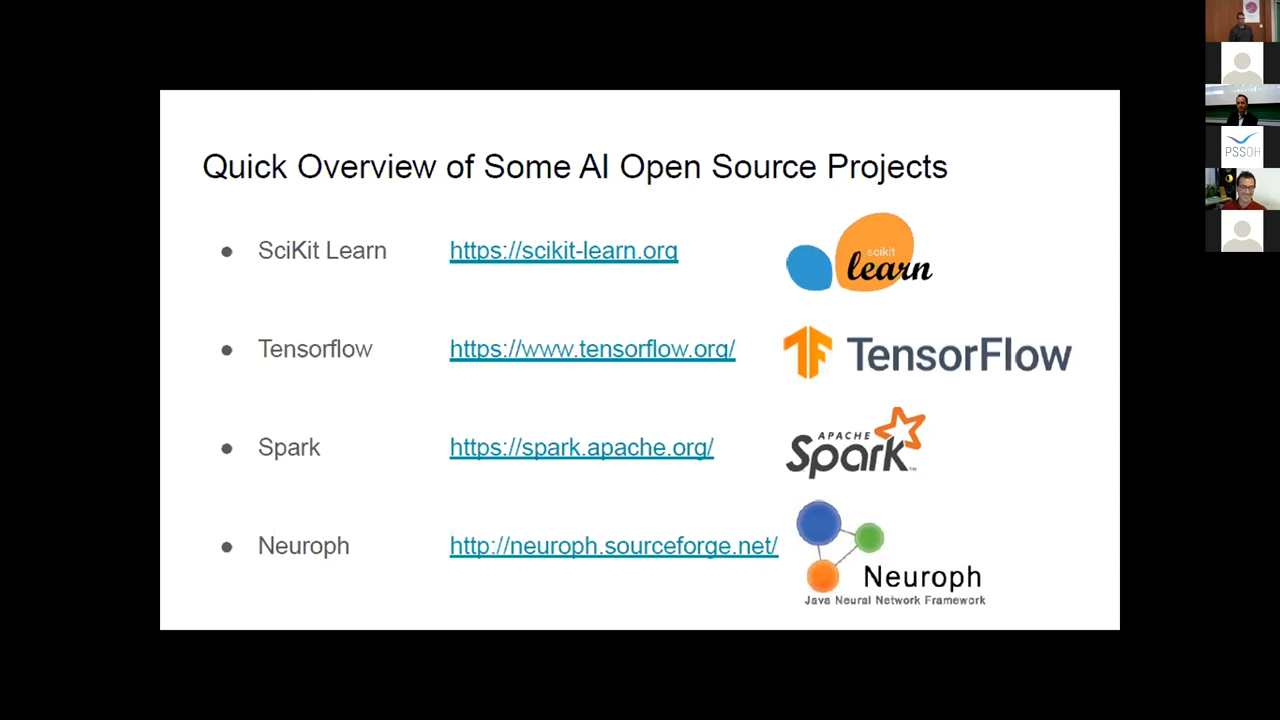 Quick Overview of Some AI Open Source Projects
● SciKit Learn https://scikit-learn.org
scikit
learn
● Tensorflow https://www.tensorflow.org/
TensorFlow
● Spark https://spark.apache.org/
APACHE
Spark™
● Neuroph http://neuroph.sourceforge.net/
Neuroph
Java Neural Network Framework
PSSOH